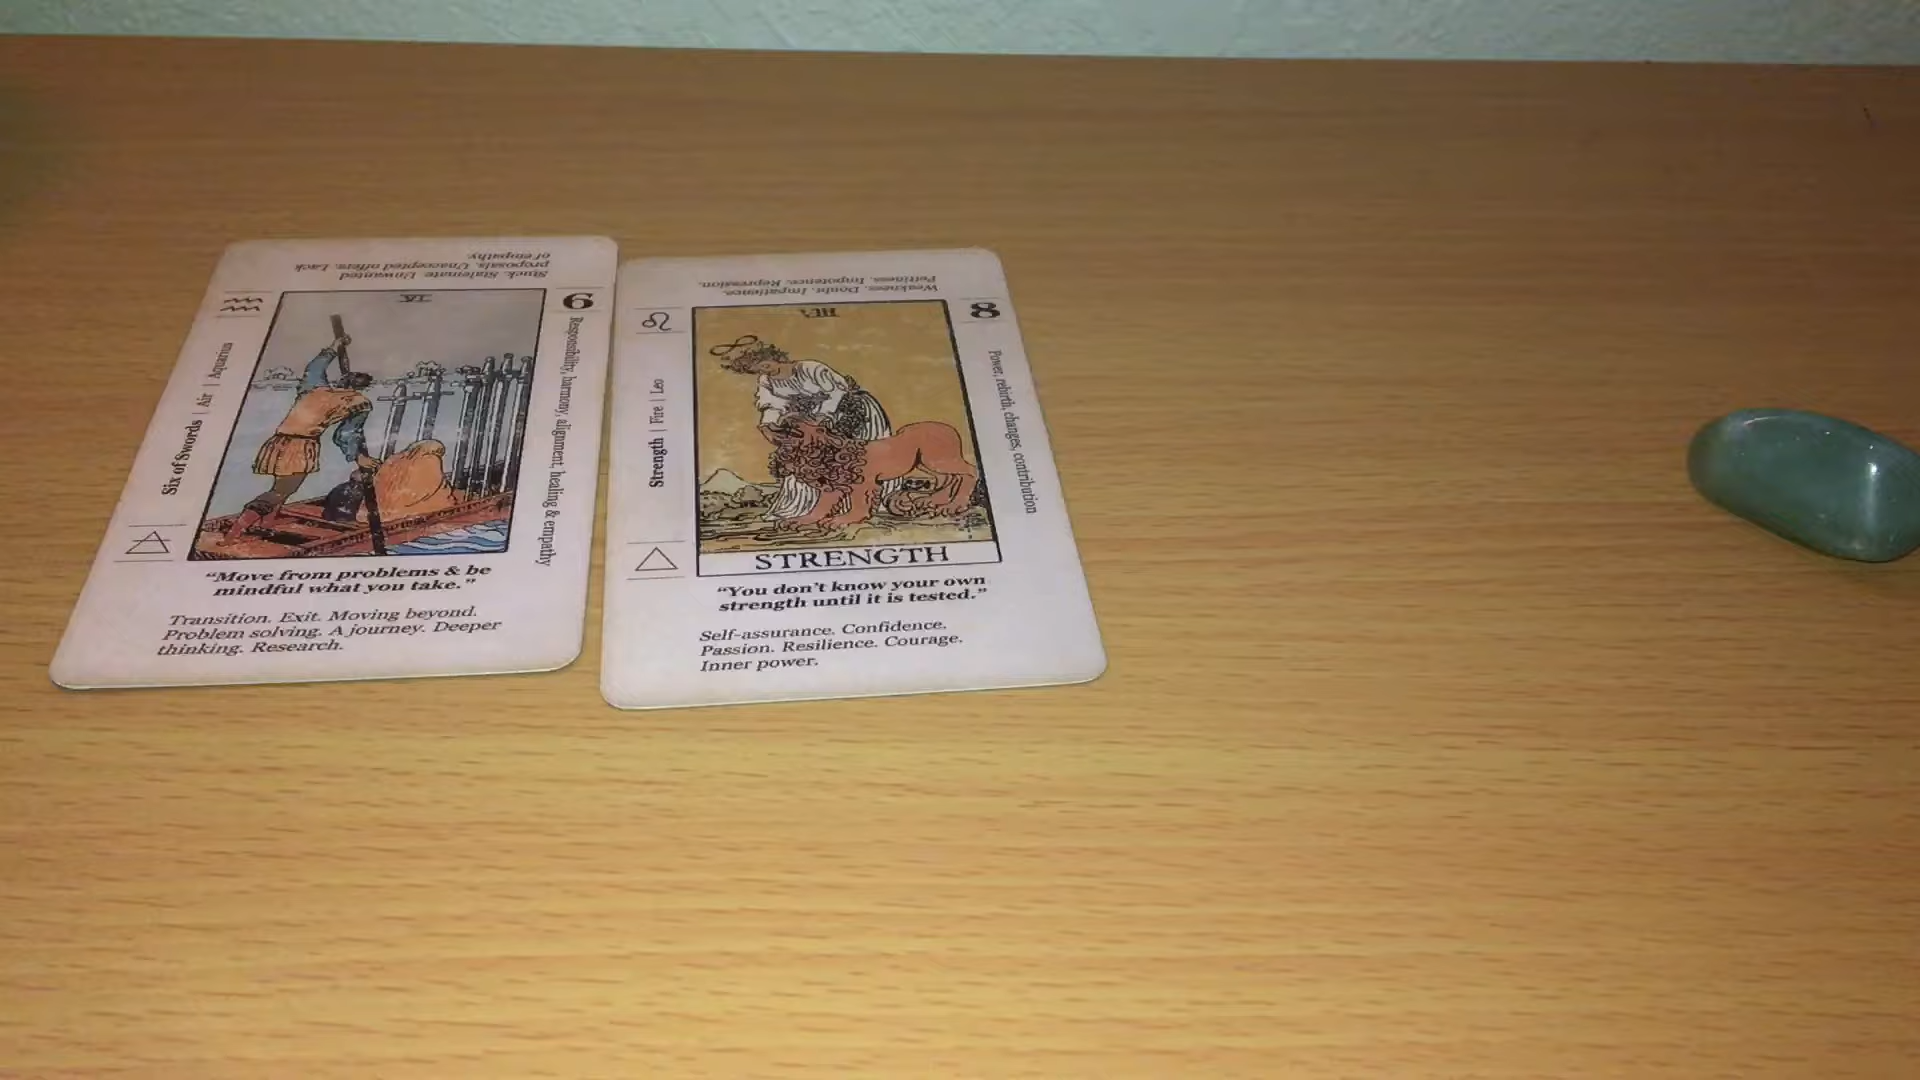 Stuck. Stalemate. Unwanted
proposals. Unaccepted offers. Lack
of empathy.
VI
6
Six of Swords | Air | Aquarius
Responsibility, harmony, alignment, healing & empathy
“Move from problems & be
mindful what you take.”
Transition. Exit. Moving beyond.
Problem solving. A journey. Deeper
thinking. Research.
Weakness. Doubt. Impatience.
Pettiness. Impotence. Repression.
VIII
8
Strength | Fire | Leo
Power, rebirth, changes, contribution
STRENGTH
“You don’t know your own
strength until it is tested.”
Self-assurance. Confidence.
Passion. Resilience. Courage.
Inner power.